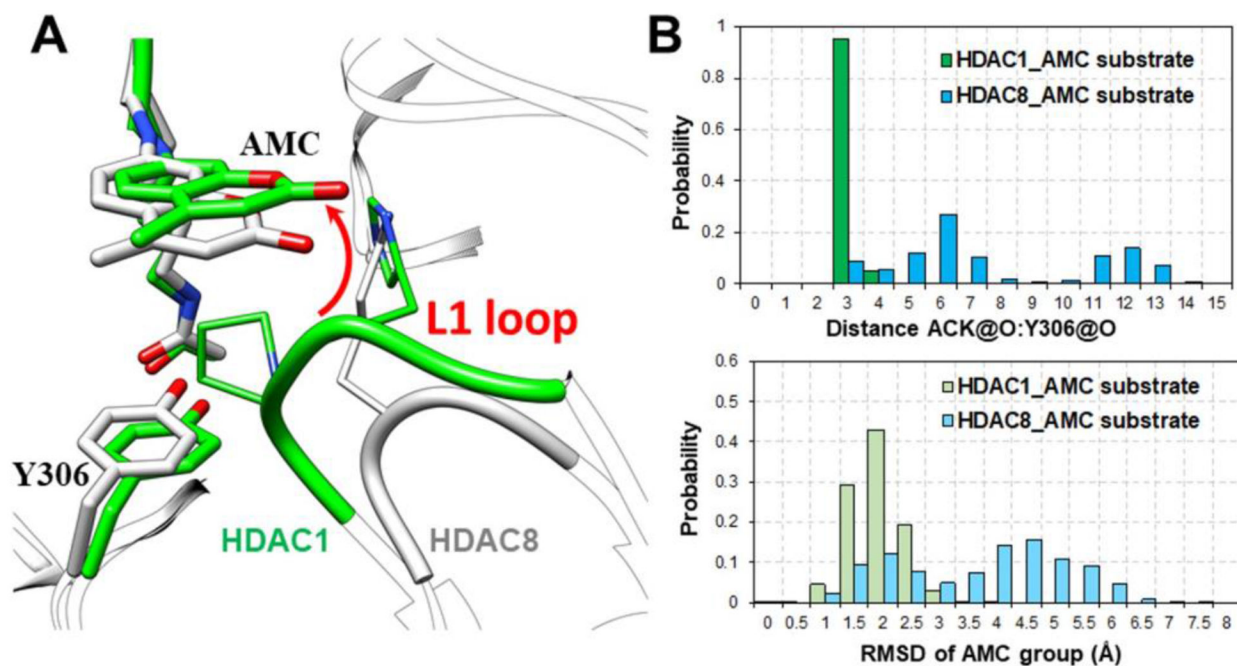 A
AMC
L1 loop
Y306
HDAC1
HDAC8
B
Probability
1
0.8
0.6
0.4
0.2
0
HDAC1_AMC substrate
HDAC8_AMC substrate
0 1 2 3 4 5 6 7 8 9 10 11 12 13 14 15
Distance ACK@O:Y306@O
Probability
0.6
0.5
0.4
0.3
0.2
0.1
0
HDAC1_AMC substrate
HDAC8_AMC substrate
0 0.5 1 1.5 2 2.5 3 3.5 4 4.5 5 5.5 6 6.5 7 7.5 8
RMSD of AMC group (Å)